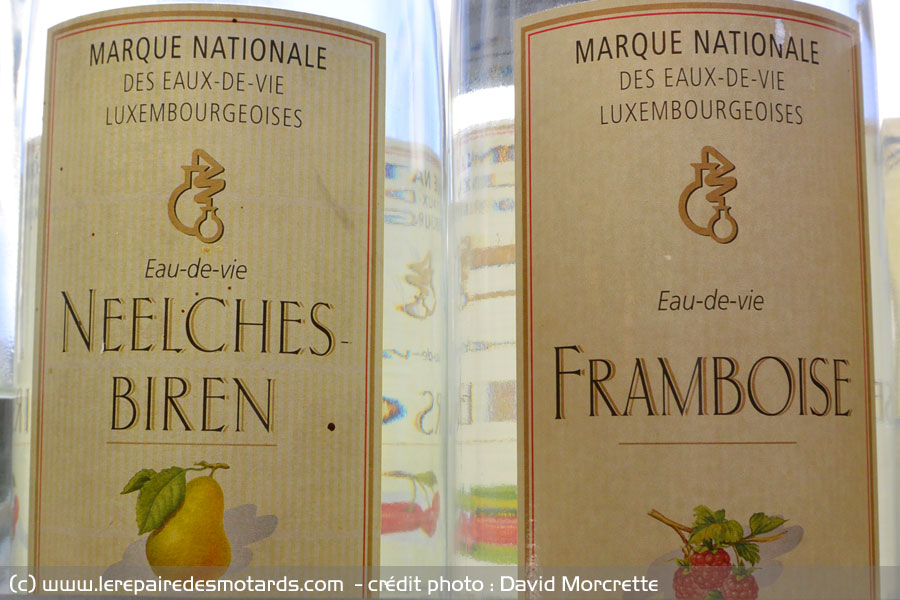 MARQUE NATIONALE
DES EAUX-DE-VIE
LUXEMBOURGEOISES
Eau-de-vie
NEELCHES-
BIREN
MARQUE NATIONALE
DES EAUX-DE-VIE
LUXEMBOURGEOISES
Eau-de-vie
FRAMBOISE
(c) www.lerepairedesmotards.com - crédit photo : David Morcrette